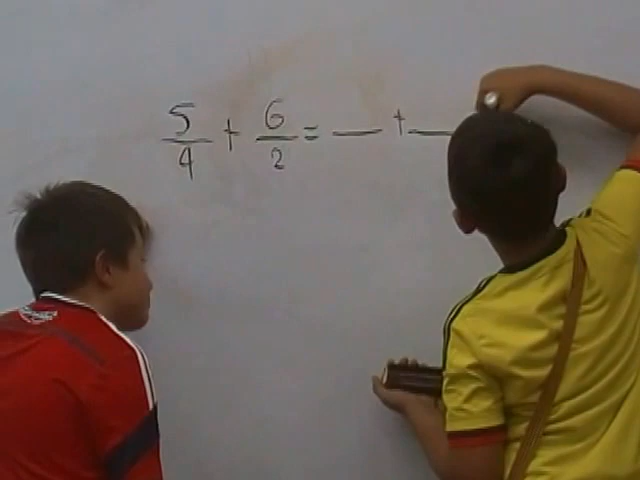 5/4 + 6/2 = __ + __